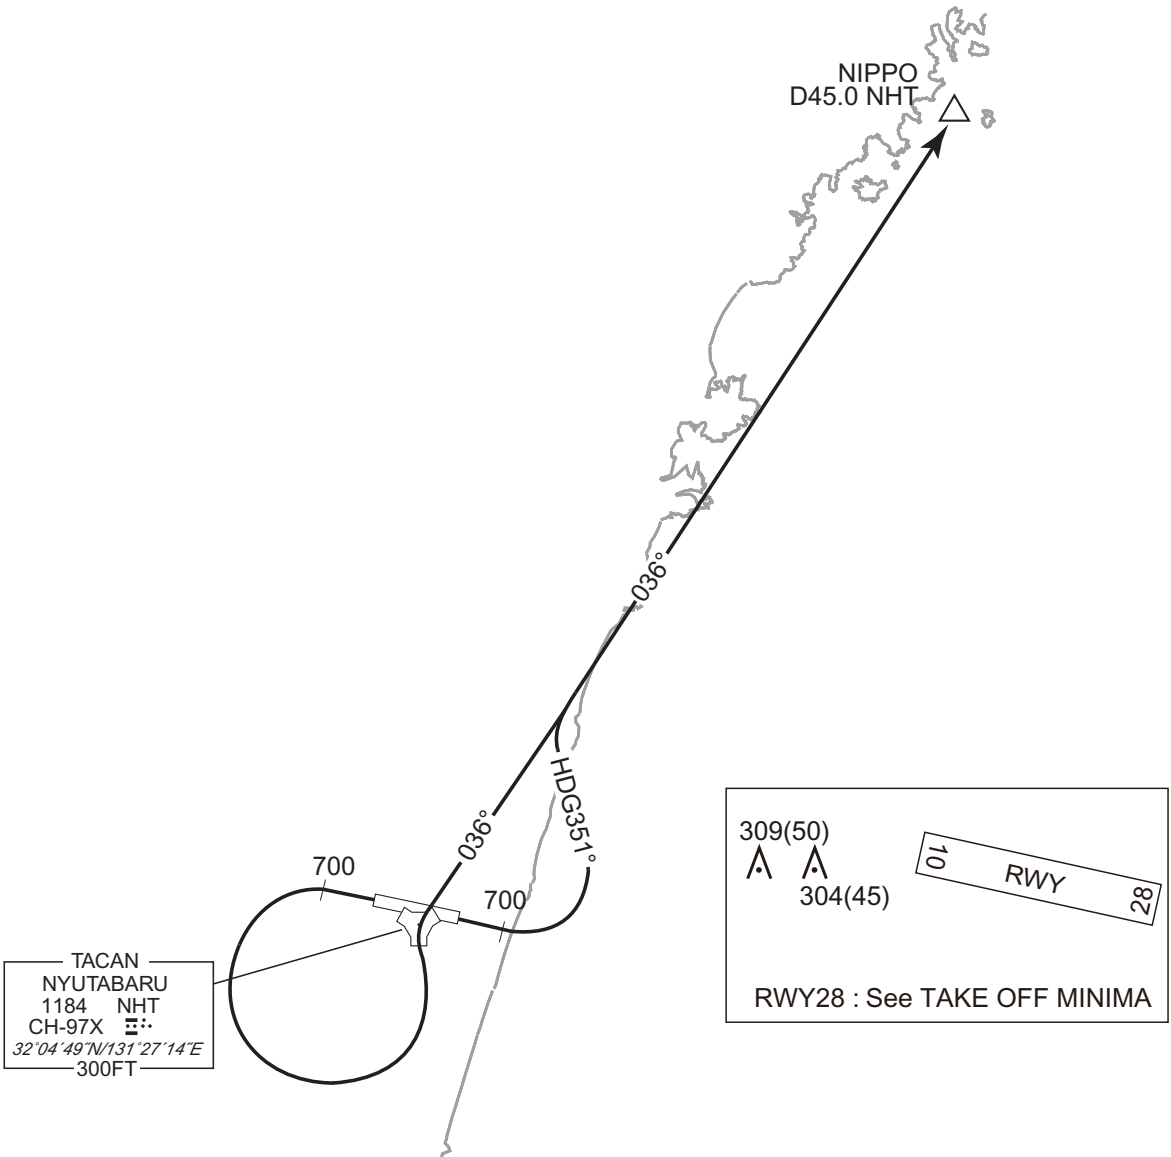 NIPPO
D45.0 NHT
036°
HDG351°
036°
700
700
TACAN
NYUTABARU
1184 NHT
CH-97X
32°04´49˝N/131°27´14˝E
300FT
309(50)
304(45)
10
RWY
28
RWY28 : See TAKE OFF MINIMA